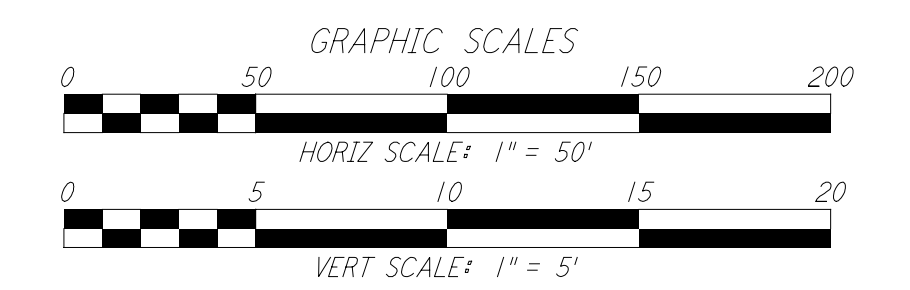 GRAPHIC SCALES
0 50 100 150 200
HORIZ SCALE: 1" = 50'
0 5 10 15 20
VERT SCALE: 1" = 5'